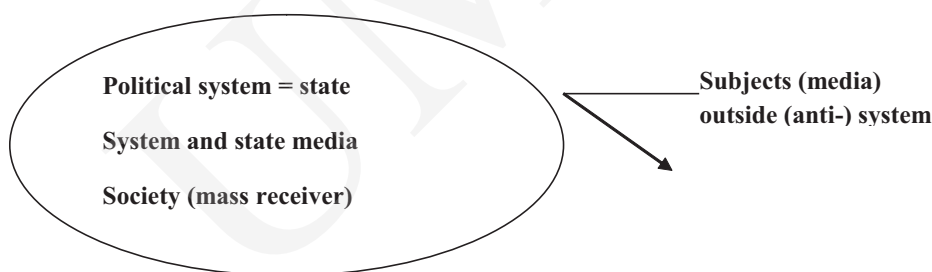 Political system = state
System and state media
Society (mass receiver)
Subjects (media)
outside (anti-) system